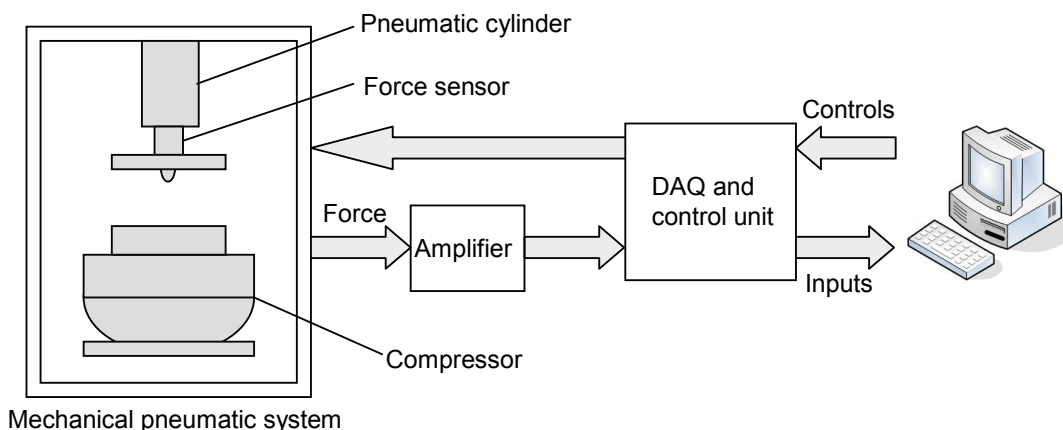 Pneumatic cylinder
Force sensor
Controls
DAQ and
control unit
Force
Amplifier
Inputs
Compressor
Mechanical pneumatic system